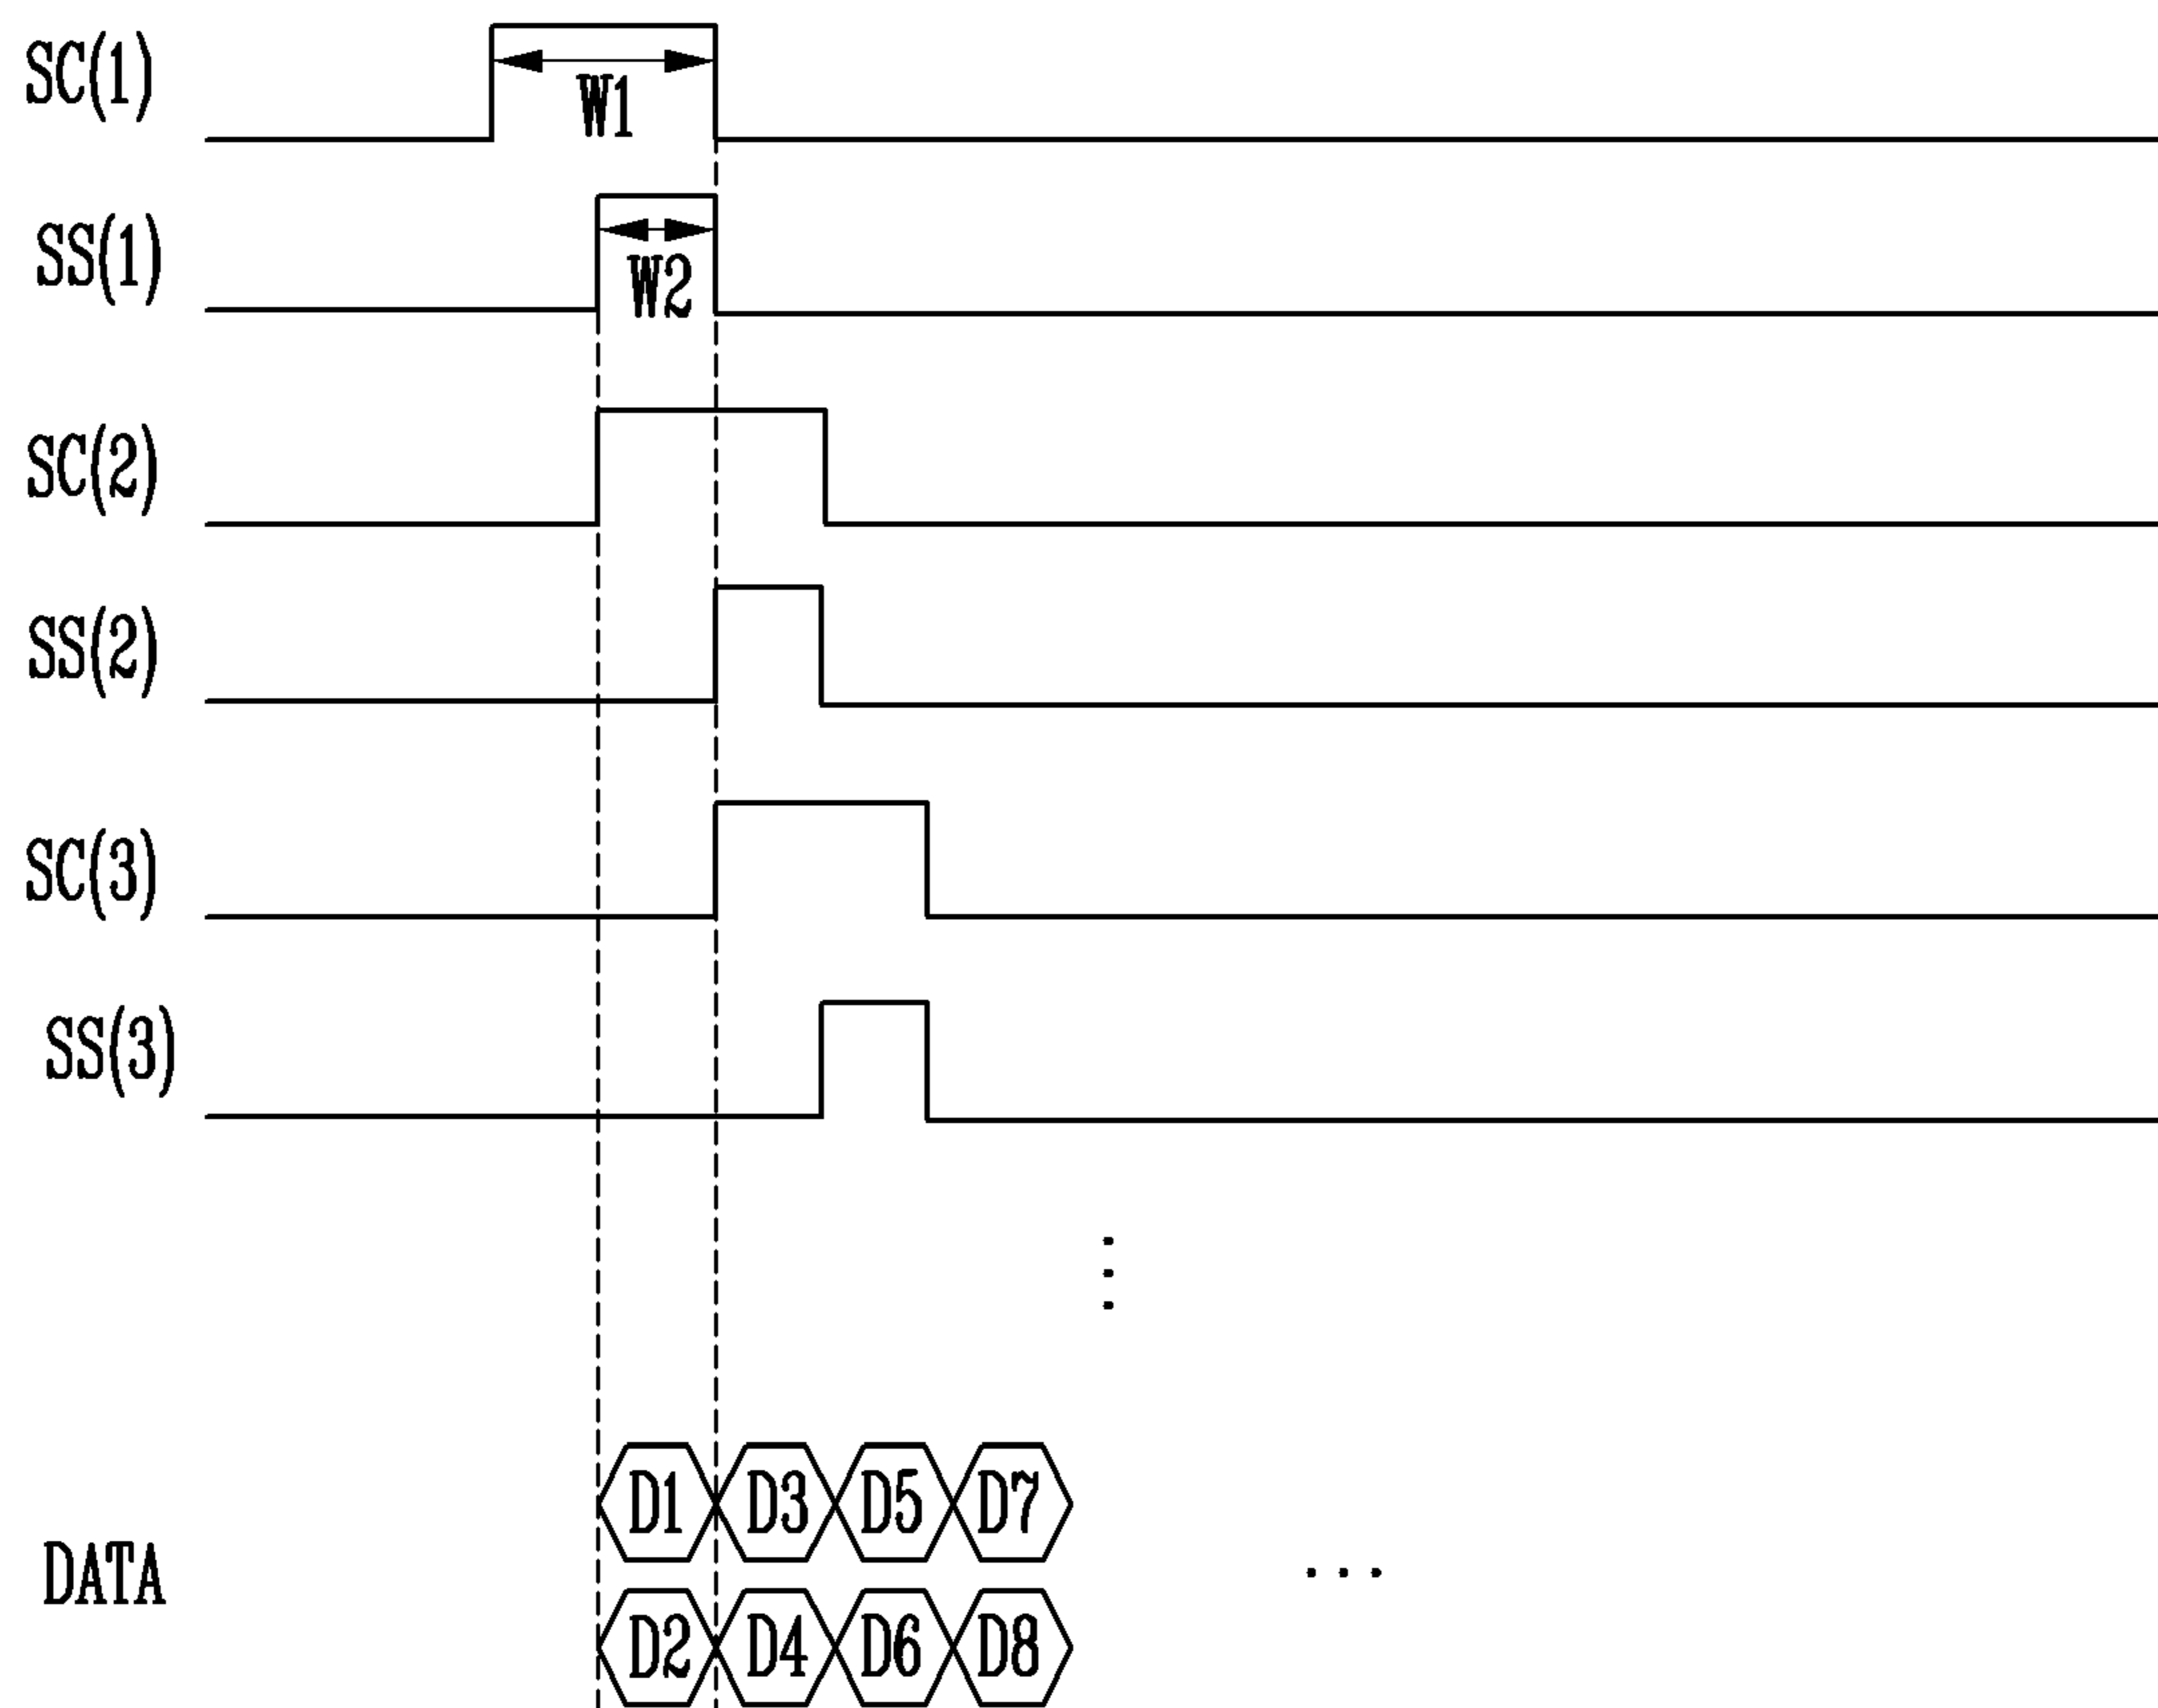 SC(1)
W1
SS(1)
W2
SC(2)
SS(2)
SC(3)
SS(3)
D1 D3 D5 D7
DATA
D2 D4 D6 D8